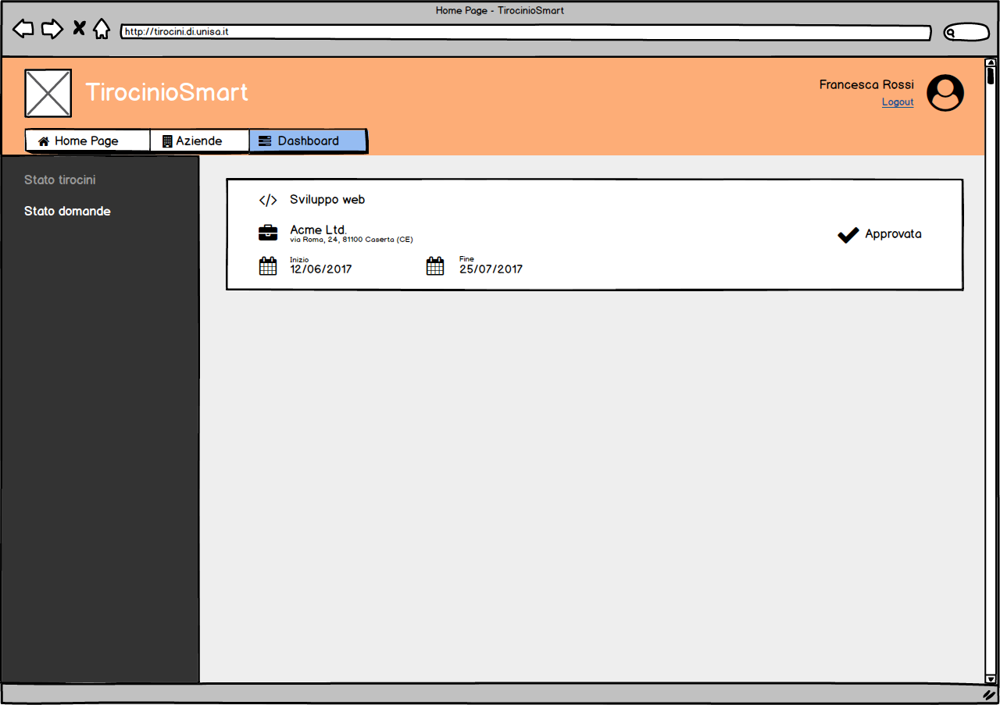 Home Page - TirocinioSmart
http://tirocini.di.unisa.it
TirocinioSmart
Francesca Rossi
Logout
Home Page
Aziende
Dashboard
Stato tirocini
Stato domande
Sviluppo web
Acme Ltd.
via Roma, 24, 81100 Caserta (CE)
Approvata
Inizio
12/06/2017
Fine
25/07/2017